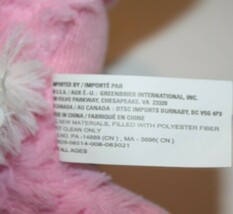 IMPORTED BY / IMPORTÉ PAR
U.S.A. / AUX É.-U. : GREENBRIER INTERNATIONAL, INC.
PARKWAY, CHESAPEAKE, VA 23320
CANADA / AU CANADA : DTSC IMPORTS BURNABY, BC V5G 4P3
IN CHINA / FABRIQUÉ EN CHINE
NEW MATERIALS, FILLED WITH POLYESTER FIBER
CLEAN ONLY
NO. PA- (CN) , MA- (CN)
ALL AGES